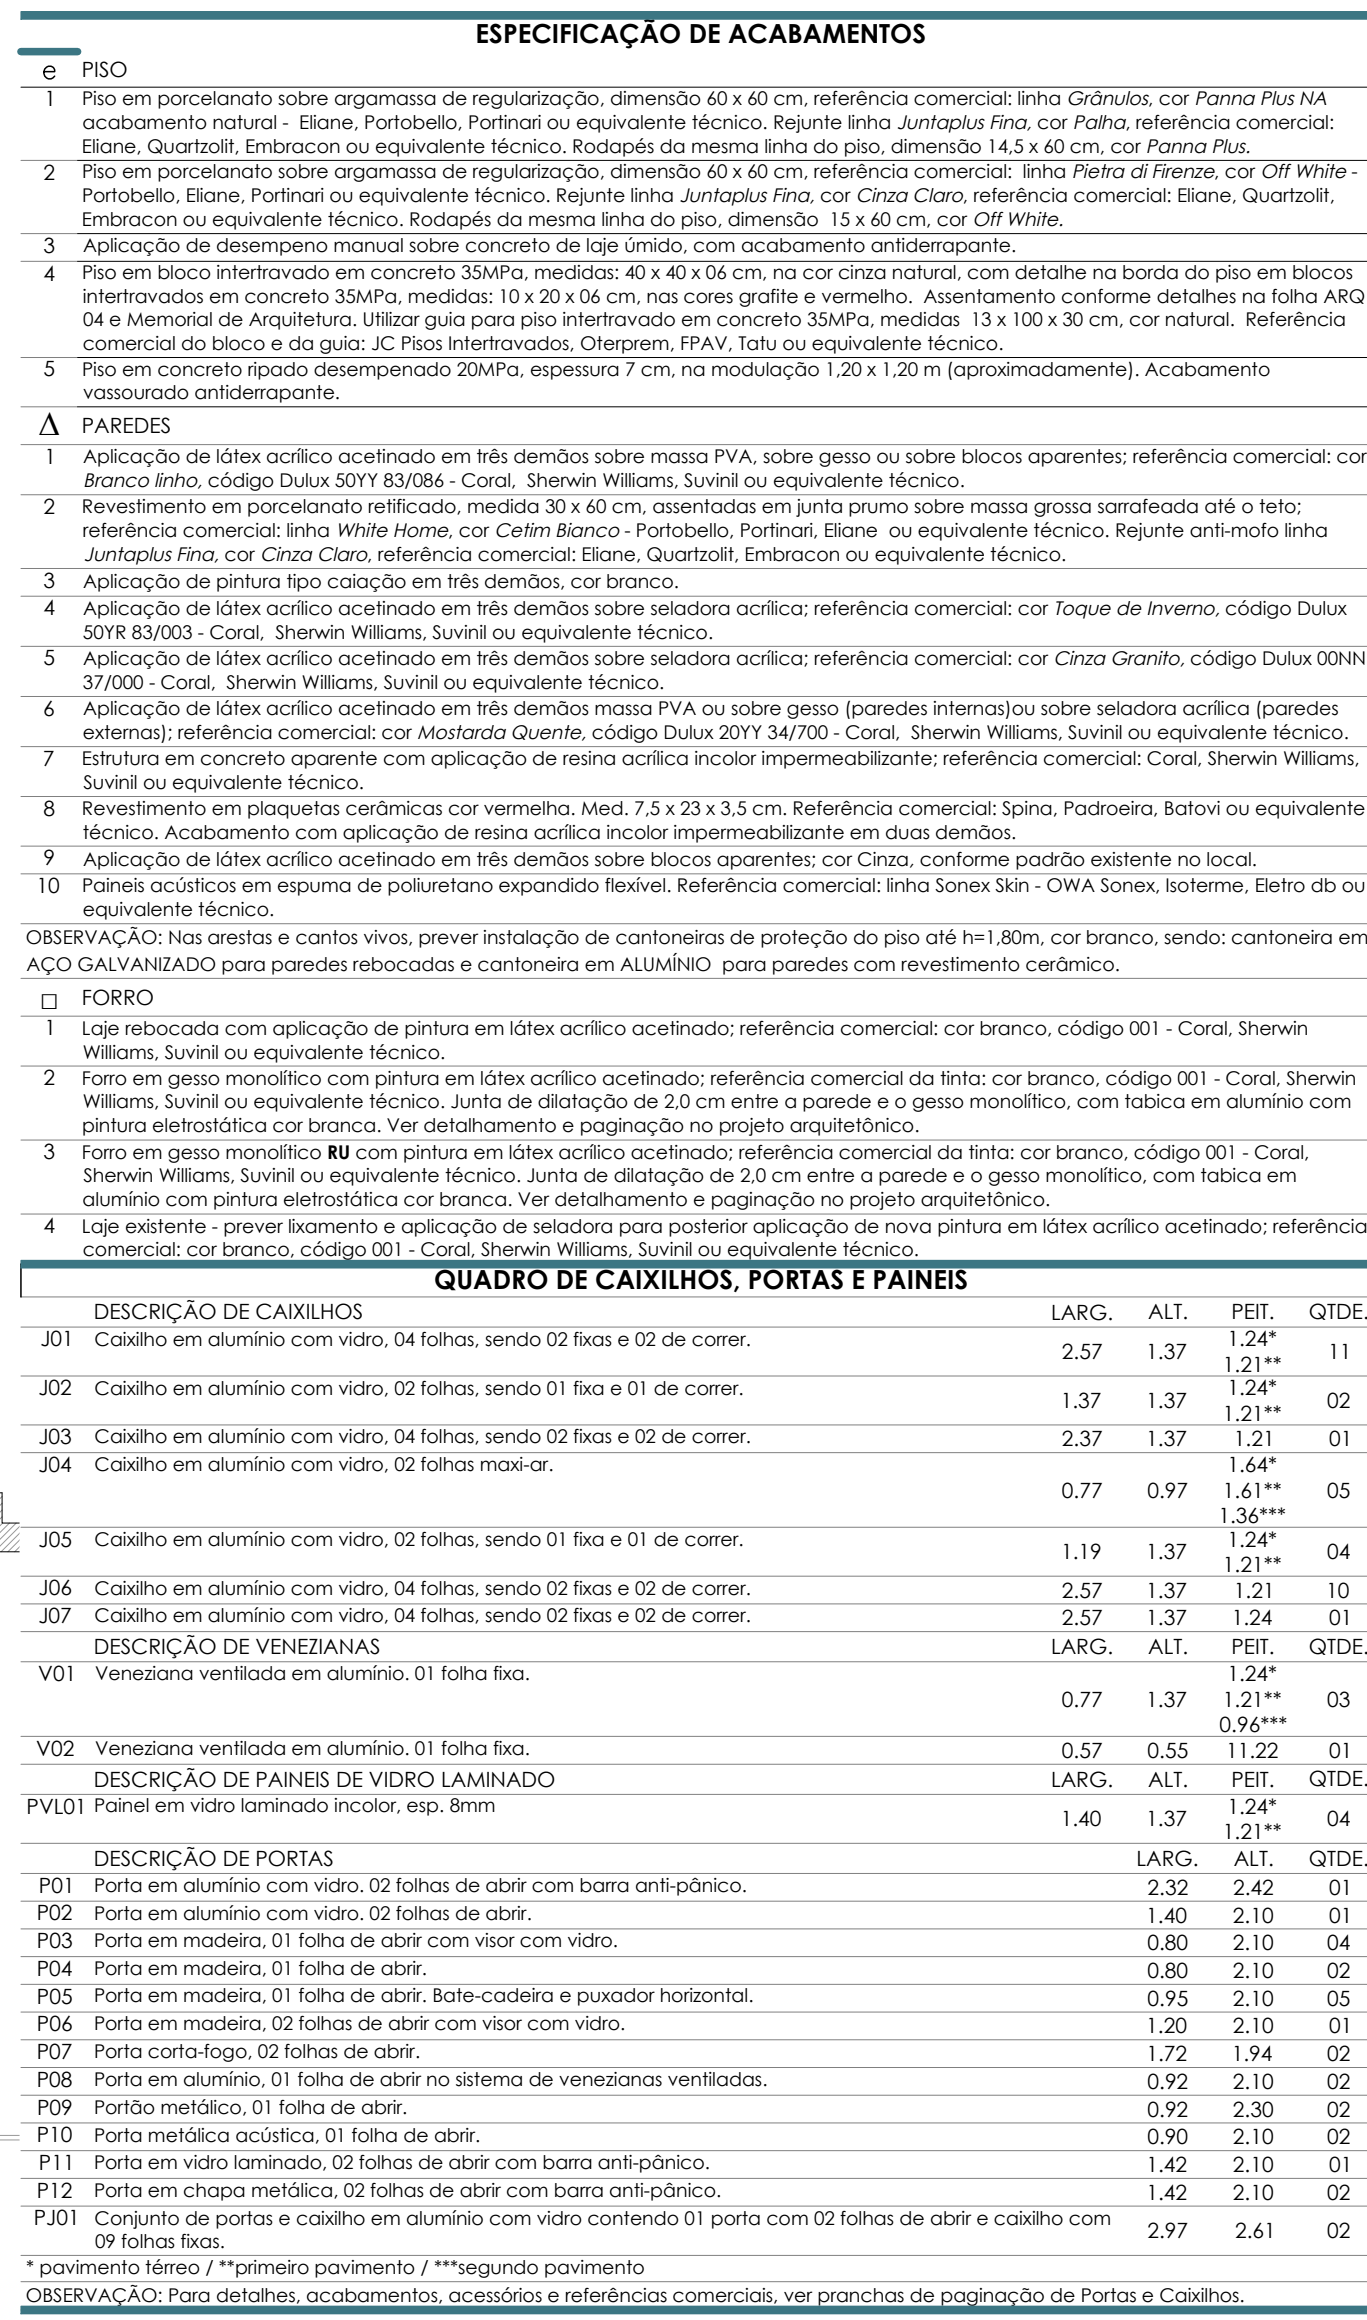 ESPECIFICAÇÃO DE ACABAMENTOS
e PISO
1 Piso em porcelanato sobre argamassa de regularização, dimensão 60 x 60 cm, referência comercial: linha Grânulos, cor Panna Plus NA
acabamento natural - Eliane, Portobello, Portinari ou equivalente técnico. Rejunte linha Juntaplus Fina, cor Palha, referência comercial:
Eliane, Quartzolit, Embracon ou equivalente técnico. Rodapés da mesma linha do piso, dimensão 14,5 x 60 cm, cor Panna Plus.
2 Piso em porcelanato sobre argamassa de regularização, dimensão 60 x 60 cm, referência comercial: linha Pietra di Firenze, cor Off White -
Portobello, Eliane, Portinari ou equivalente técnico. Rejunte linha Juntaplus Fina, cor Cinza Claro, referência comercial: Eliane, Quartzolit,
Embracon ou equivalente técnico. Rodapés da mesma linha do piso, dimensão 15 x 60 cm, cor Off White.
3 Aplicação de desempeno manual sobre concreto de laje úmido, com acabamento antiderrapante.
4 Piso em bloco intertravado em concreto 35MPa, medidas: 40 x 40 x 06 cm, na cor cinza natural, com detalhe na borda do piso em blocos
intertravados em concreto 35MPa, medidas: 10 x 20 x 06 cm, nas cores grafite e vermelho. Assentamento conforme detalhes na folha ARQ
04 e Memorial de Arquitetura. Utilizar guia para piso intertravado em concreto 35MPa, medidas 13 x 100 x 30 cm, cor natural. Referência
comercial do bloco e da guia: JC Pisos Intertravados, Oterprem, FPAV, Tatu ou equivalente técnico.
5 Piso em concreto ripado desempenado 20MPa, espessura 7 cm, na modulação 1,20 x 1,20 m (aproximadamente). Acabamento
vassourado antiderrapante.
Δ PAREDES
1 Aplicação de látex acrílico acetinado em três demãos sobre massa PVA, sobre gesso ou sobre blocos aparentes; referência comercial: cor
Branco linho, código Dulux 50YY 83/086 - Coral, Sherwin Williams, Suvinil ou equivalente técnico.
2 Revestimento em porcelanato retificado, medida 30 x 60 cm, assentadas em junta prumo sobre massa grossa sarrafeada até o teto;
referência comercial: linha White Home, cor Cetim Bianco - Portobello, Portinari, Eliane ou equivalente técnico. Rejunte anti-mofo linha
Juntaplus Fina, cor Cinza Claro, referência comercial: Eliane, Quartzolit, Embracon ou equivalente técnico.
3 Aplicação de pintura tipo caiação em três demãos, cor branco.
4 Aplicação de látex acrílico acetinado em três demãos sobre seladora acrílica; referência comercial: cor Toque de Inverno, código Dulux
50YR 83/003 - Coral, Sherwin Williams, Suvinil ou equivalente técnico.
5 Aplicação de látex acrílico acetinado em três demãos sobre seladora acrílica; referência comercial: cor Cinza Granito, código Dulux 00NN
37/000 - Coral, Sherwin Williams, Suvinil ou equivalente técnico.
6 Aplicação de látex acrílico acetinado em três demãos massa PVA ou sobre gesso (paredes internas)ou sobre seladora acrílica (paredes
externas); referência comercial: cor Mostarda Quente, código Dulux 20YY 34/700 - Coral, Sherwin Williams, Suvinil ou equivalente técnico.
7 Estrutura em concreto aparente com aplicação de resina acrílica incolor impermeabilizante; referência comercial: Coral, Sherwin Williams,
Suvinil ou equivalente técnico.
8 Revestimento em plaquetas cerâmicas cor vermelha. Med. 7,5 x 23 x 3,5 cm. Referência comercial: Spina, Padroeira, Batovi ou equivalente
técnico. Acabamento com aplicação de resina acrílica incolor impermeabilizante em duas demãos.
9 Aplicação de látex acrílico acetinado em três demãos sobre blocos aparentes; cor Cinza, conforme padrão existente no local.
10 Paineis acústicos em espuma de poliuretano expandido flexível. Referência comercial: linha Sonex Skin - OWA Sonex, Isoterme, Eletro db ou
equivalente técnico.
OBSERVAÇÃO: Nas arestas e cantos vivos, prever instalação de cantoneiras de proteção do piso até h=1,80m, cor branco, sendo: cantoneira em
AÇO GALVANIZADO para paredes rebocadas e cantoneira em ALUMÍNIO para paredes com revestimento cerâmico.
□ FORRO
1 Laje rebocada com aplicação de pintura em látex acrílico acetinado; referência comercial: cor branco, código 001 - Coral, Sherwin
Williams, Suvinil ou equivalente técnico.
2 Forro em gesso monolítico com pintura em látex acrílico acetinado; referência comercial da tinta: cor branco, código 001 - Coral, Sherwin
Williams, Suvinil ou equivalente técnico. Junta de dilatação de 2,0 cm entre a parede e o gesso monolítico, com tabica em alumínio com
pintura eletrostática cor branca. Ver detalhamento e paginação no projeto arquitetônico.
3 Forro em gesso monolítico RU com pintura em látex acrílico acetinado; referência comercial da tinta: cor branco, código 001 - Coral,
Sherwin Williams, Suvinil ou equivalente técnico. Junta de dilatação de 2,0 cm entre a parede e o gesso monolítico, com tabica em
alumínio com pintura eletrostática cor branca. Ver detalhamento e paginação no projeto arquitetônico.
4 Laje existente - prever lixamento e aplicação de seladora para posterior aplicação de nova pintura em látex acrílico acetinado; referência
comercial: cor branco, código 001 - Coral, Sherwin Williams, Suvinil ou equivalente técnico.
QUADRO DE CAIXILHOS, PORTAS E PAINEIS
DESCRIÇÃO DE CAIXILHOS LARG. ALT. PEIT. QTDE.
J01 Caixilho em alumínio com vidro, 04 folhas, sendo 02 fixas e 02 de correr. 2.57 1.37 1.24* 11
1.21**
J02 Caixilho em alumínio com vidro, 02 folhas, sendo 01 fixa e 01 de correr. 1.37 1.37 1.24* 02
1.21**
J03 Caixilho em alumínio com vidro, 04 folhas, sendo 02 fixas e 02 de correr. 2.37 1.37 1.21 01
J04 Caixilho em alumínio com vidro, 02 folhas maxi-ar. 1.64*
0.77 0.97 1.61** 05
1.36***
J05 Caixilho em alumínio com vidro, 02 folhas, sendo 01 fixa e 01 de correr. 1.19 1.37 1.24* 04
1.21**
J06 Caixilho em alumínio com vidro, 04 folhas, sendo 02 fixas e 02 de correr. 2.57 1.37 1.21 10
J07 Caixilho em alumínio com vidro, 04 folhas, sendo 02 fixas e 02 de correr. 2.57 1.37 1.24 01
DESCRIÇÃO DE VENEZIANAS LARG. ALT. PEIT. QTDE.
V01 Veneziana ventilada em alumínio. 01 folha fixa. 1.24*
0.77 1.37 1.21** 03
0.96***
V02 Veneziana ventilada em alumínio. 01 folha fixa. 0.57 0.55 11.22 01
DESCRIÇÃO DE PAINEIS DE VIDRO LAMINADO LARG. ALT. PEIT. QTDE.
PVL01 Painel em vidro laminado incolor, esp. 8mm 1.40 1.37 1.24* 04
1.21**
DESCRIÇÃO DE PORTAS LARG. ALT. QTDE.
P01 Porta em alumínio com vidro. 02 folhas de abrir com barra anti-pânico. 2.32 2.42 01
P02 Porta em alumínio com vidro. 02 folhas de abrir. 1.40 2.10 01
P03 Porta em madeira, 01 folha de abrir com visor com vidro. 0.80 2.10 04
P04 Porta em madeira, 01 folha de abrir. 0.80 2.10 02
P05 Porta em madeira, 01 folha de abrir. Bate-cadeira e puxador horizontal. 0.95 2.10 05
P06 Porta em madeira, 02 folhas de abrir com visor com vidro. 1.20 2.10 01
P07 Porta corta-fogo, 02 folhas de abrir. 1.72 1.94 02
P08 Porta em alumínio, 01 folha de abrir no sistema de venezianas ventiladas. 0.92 2.10 02
P09 Portão metálico, 01 folha de abrir. 0.92 2.30 02
P10 Porta metálica acústica, 01 folha de abrir. 0.90 2.10 02
P11 Porta em vidro laminado, 02 folhas de abrir com barra anti-pânico. 1.42 2.10 01
P12 Porta em chapa metálica, 02 folhas de abrir com barra anti-pânico. 1.42 2.10 02
PJ01 Conjunto de portas e caixilho em alumínio com vidro contendo 01 porta com 02 folhas de abrir e caixilho com 2.97 2.61 02
09 folhas fixas.
* pavimento térreo / **primeiro pavimento / ***segundo pavimento
OBSERVAÇÃO: Para detalhes, acabamentos, acessórios e referências comerciais, ver pranchas de paginação de Portas e Caixilhos.